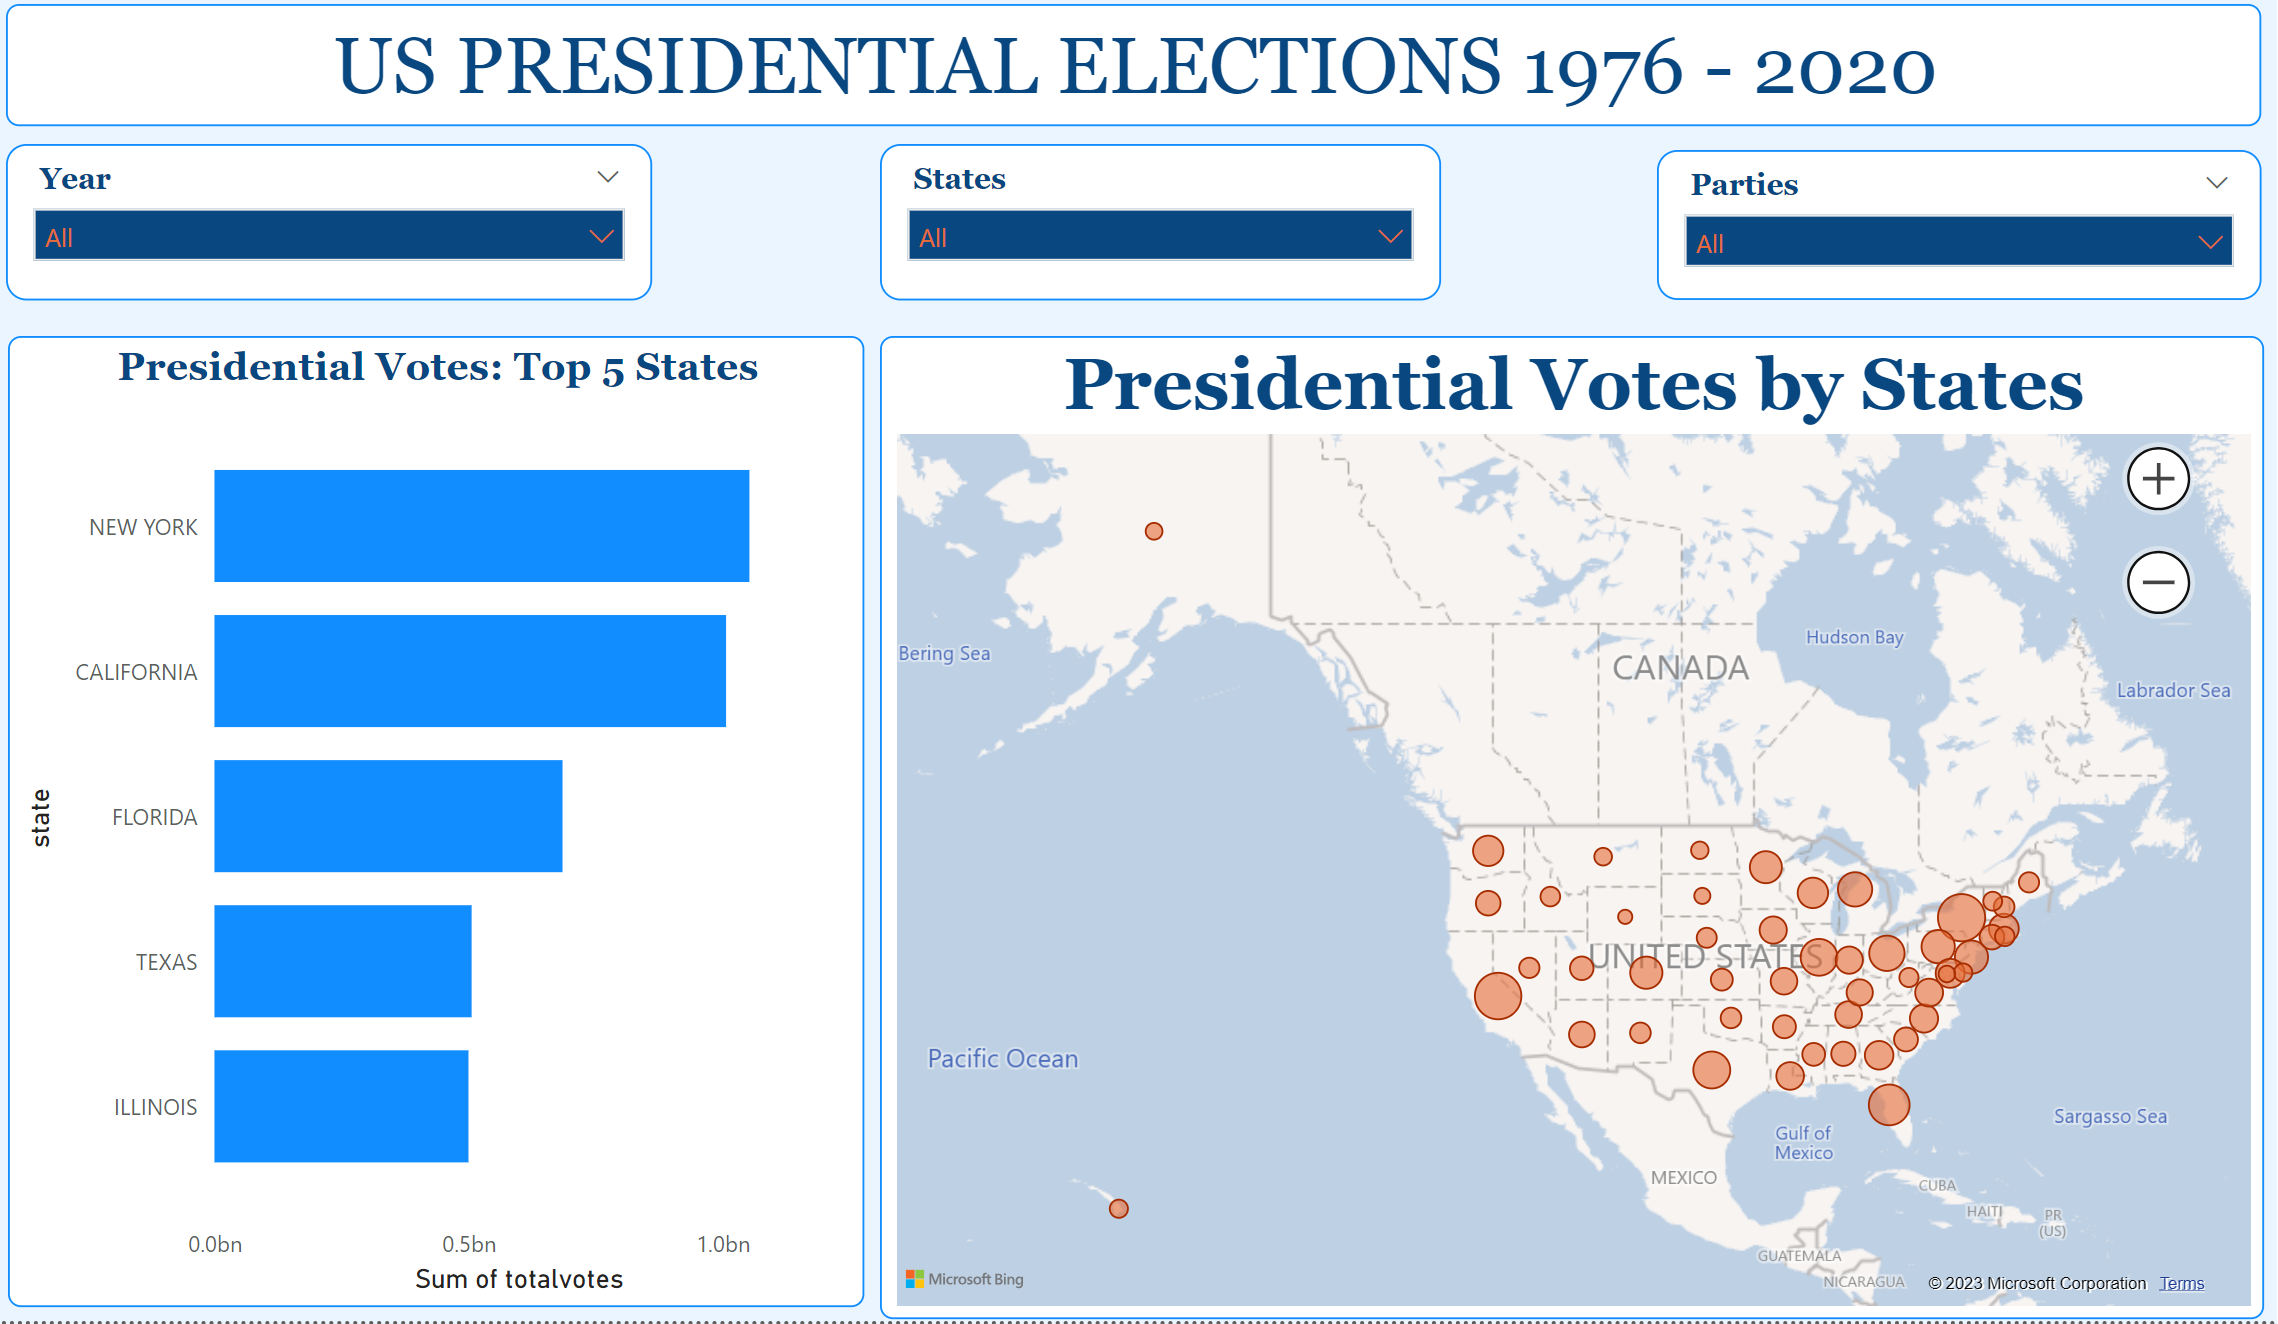 US PRESIDENTIAL ELECTIONS 1976 - 2020
Year
All
States
All
Parties
All
Presidential Votes: Top 5 States
NEW YORK
CALIFORNIA
FLORIDA
TEXAS
ILLINOIS
state
0.0bn 0.5bn 1.0bn
Sum of totalvotes
Presidential Votes by States
Bering Sea
CANADA
Hudson Bay
Labrador Sea
UNITED STATES
Pacific Ocean
Gulf of
Mexico
Sargasso Sea
MEXICO
CUBA
HAITI
PR
(US)
GUATEMALA
NICARAGUA
Microsoft Bing
© 2023 Microsoft Corporation Terms